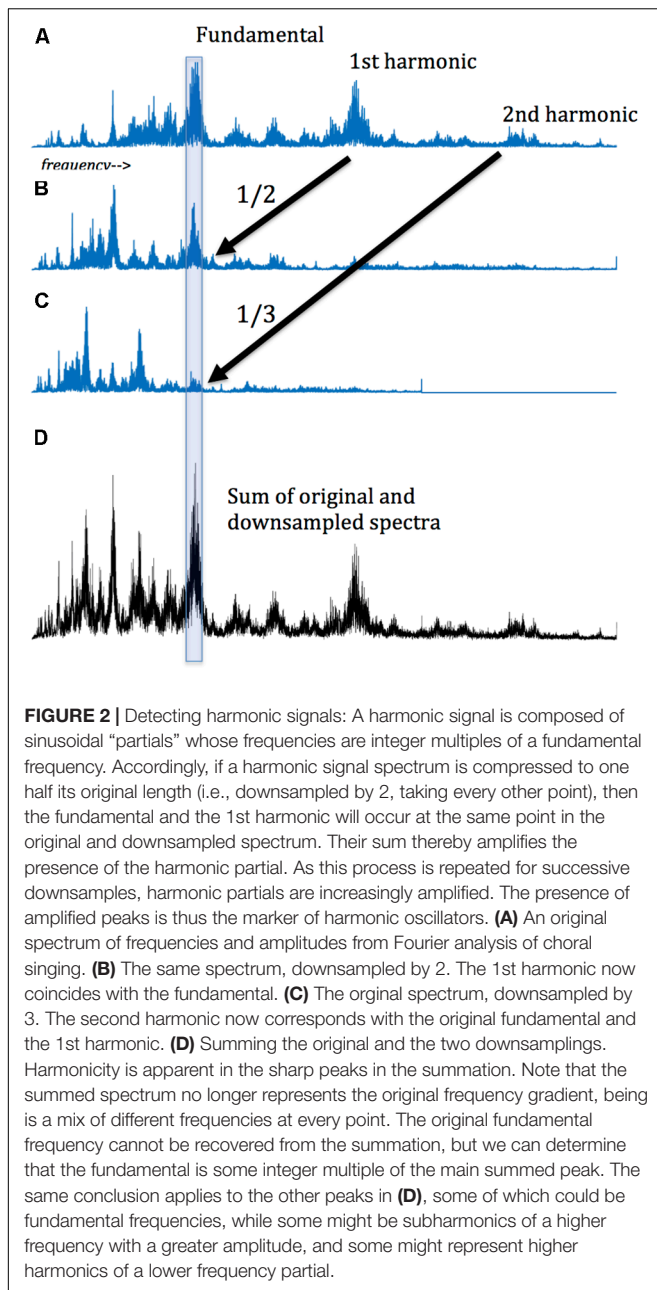 A
Fundamental
1st harmonic
2nd harmonic
frequency-->
B
1/2
C
1/3
D
Sum of original and
downsampled spectra
FIGURE 2 | Detecting harmonic signals: A harmonic signal is composed of
sinusoidal “partials” whose frequencies are integer multiples of a fundamental
frequency. Accordingly, if a harmonic signal spectrum is compressed to one
half its original length (i.e., downsampled by 2, taking every other point), then
the fundamental and the 1st harmonic will occur at the same point in the
original and downsampled spectrum. Their sum thereby amplifies the
presence of the harmonic partial. As this process is repeated for successive
downsamples, harmonic partials are increasingly amplified. The presence of
amplified peaks is thus the marker of harmonic oscillators. (A) An original
spectrum of frequencies and amplitudes from Fourier analysis of choral
singing. (B) The same spectrum, downsampled by 2. The 1st harmonic now
coincides with the fundamental. (C) The orginal spectrum, downsampled by
3. The second harmonic now corresponds with the original fundamental and
the 1st harmonic. (D) Summing the original and the two downsamplings.
Harmonicity is apparent in the sharp peaks in the summation. Note that the
summed spectrum no longer represents the original frequency gradient, being
is a mix of different frequencies at every point. The original fundamental
frequency cannot be recovered from the summation, but we can determine
that the fundamental is some integer multiple of the main summed peak. The
same conclusion applies to the other peaks in (D), some of which could be
fundamental frequencies, while some might be subharmonics of a higher
frequency with a greater amplitude, and some might represent higher
harmonics of a lower frequency partial.